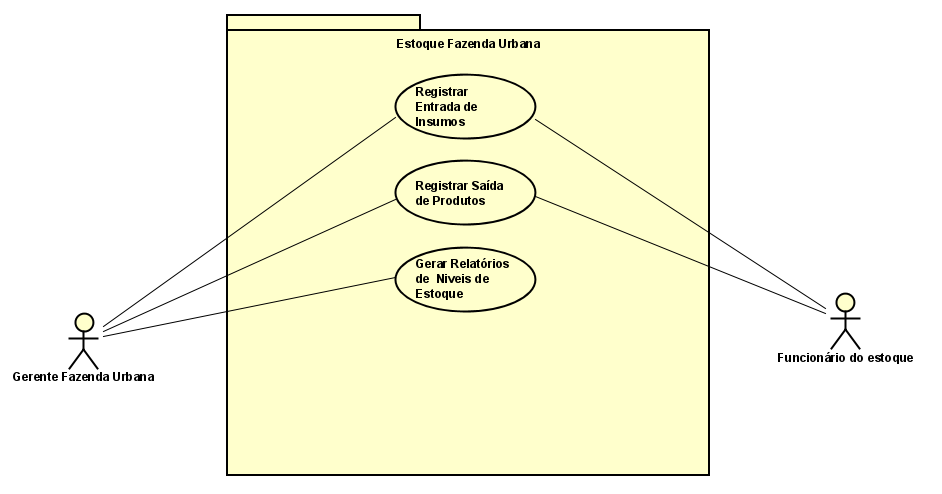 Estoque Fazenda Urbana
Registrar
Entrada de
Insumos
Registrar Saída
de Produtos
Gerar Relatórios
de Niveis de
Estoque
Gerente Fazenda Urbana
Funcionário do estoque